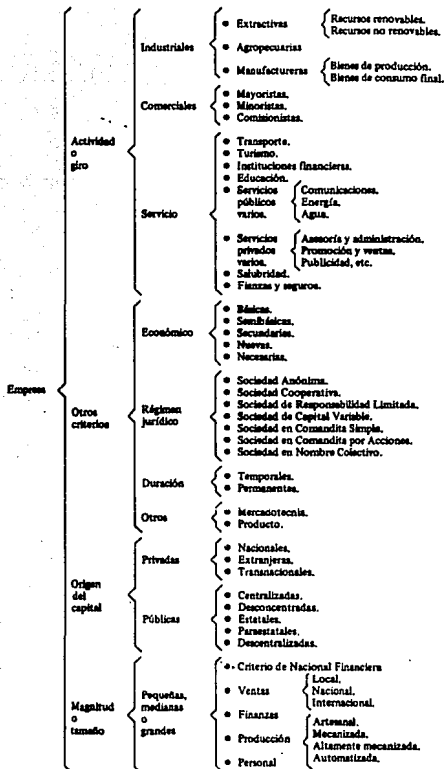 Empresa
Actividad
o
giro
Industriales
• Extractivas
Recursos renovables.
Recursos no renovables.
• Agropecuarias
• Manufactureras
Bienes de producción.
Bienes de consumo final.
Comerciales
• Mayoristas.
• Minoristas.
• Comisionistas.
Servicio
• Transporte.
• Turismo.
• Instituciones financieras.
• Educación.
• Servicios
públicos
varios.
Comunicaciones.
Energía.
Agua.
• Servicios
privados
varios.
Asesoría y administración.
Promoción y ventas.
Publicidad, etc.
• Salubridad.
• Fianzas y seguros.
Otros
criterios
Económico
• Básicas.
• Semibásicas.
• Secundarias.
• Nuevas.
• Necesarias.
Régimen
jurídico
• Sociedad Anónima.
• Sociedad Cooperativa.
• Sociedad de Responsabilidad Limitada.
• Sociedad de Capital Variable.
• Sociedad en Comandita Simple.
• Sociedad en Comandita por Acciones.
• Sociedad en Nombre Colectivo.
Duración
• Temporales.
• Permanentes.
Otros
• Mercadotecnia.
• Producto.
Origen
del
capital
Privadas
• Nacionales.
• Extranjeras.
• Transnacionales.
Públicas
• Centralizadas.
• Desconcentradas.
• Estatales.
• Paraestatales.
• Descentralizadas.
Magnitud
o
tamaño
Pequeñas,
medianas
o
grandes
• Criterio de Nacional Financiera
• Ventas
Local.
Nacional.
Internacional.
• Finanzas
• Producción
Artesanal.
Mecanizada.
Altamente mecanizada.
Automatizada.
• Personal